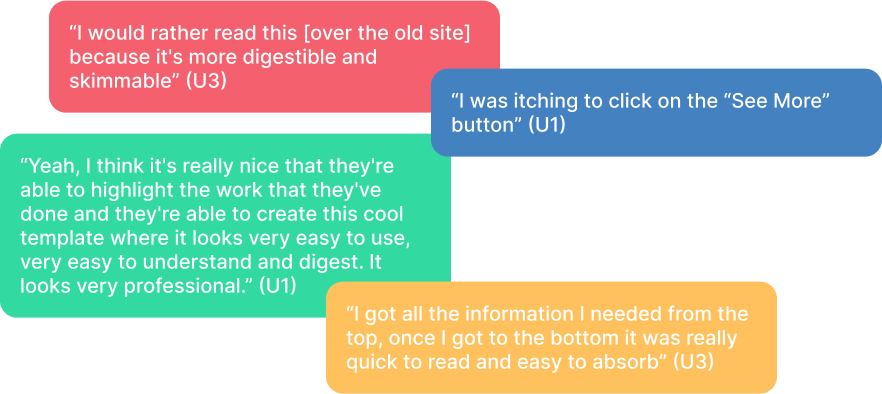 “I would rather read this [over the old site]
because it's more digestible and
skimmable” (U3)
“I was itching to click on the “See More”
button” (U1)
“Yeah, I think it's really nice that they're
able to highlight the work that they've
done and they're able to create this cool
template where it looks very easy to use,
very easy to understand and digest. It
looks very professional.” (U1)
“I got all the information I needed from the
top, once I got to the bottom it was really
quick to read and easy to absorb” (U3)